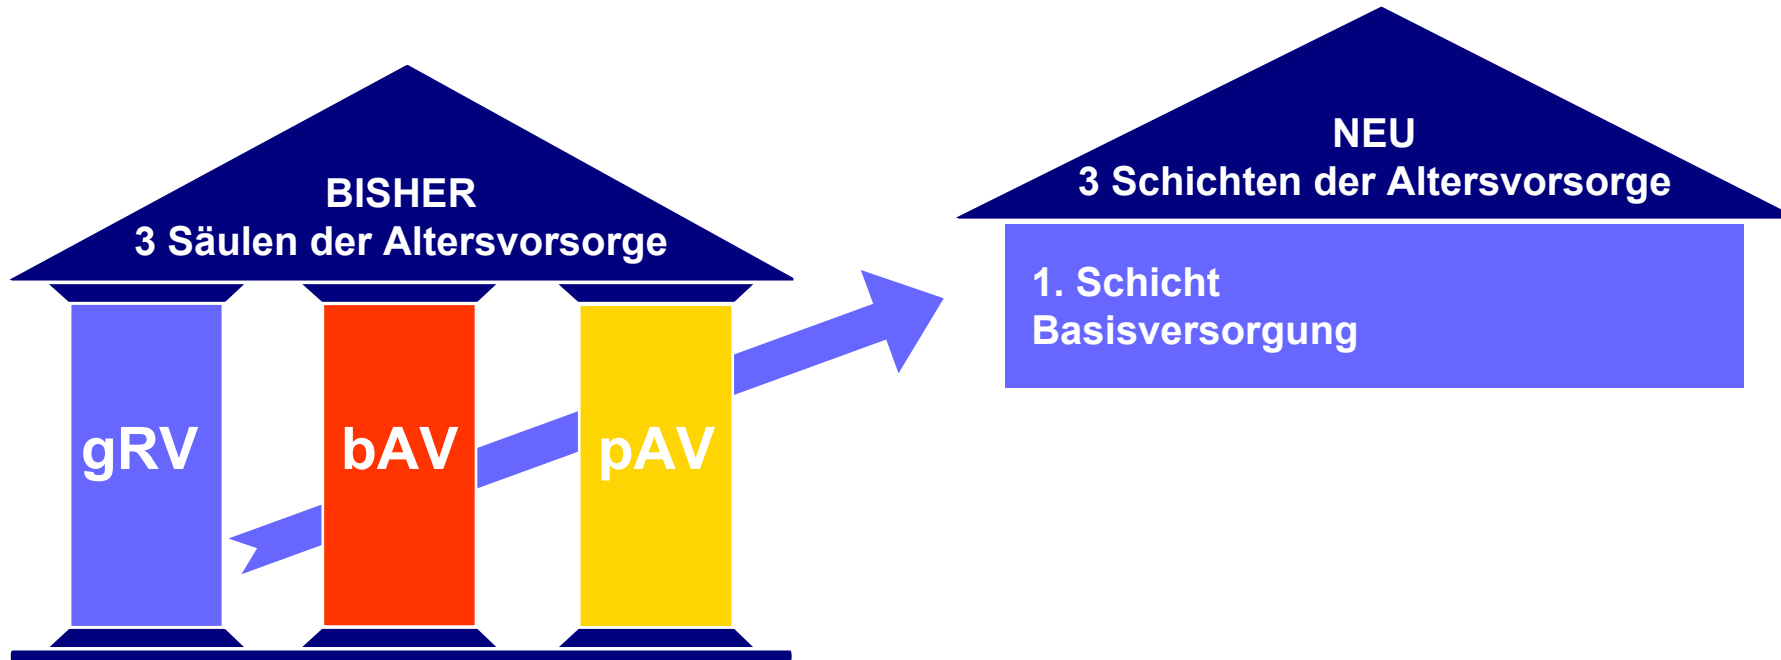 BISHER
3 Säulen der Altersvorsorge
gRV
bAV
pAV
NEU
3 Schichten der Altersvorsorge
1. Schicht
Basisversorgung